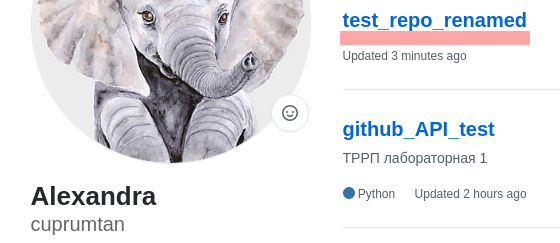 test_repo_renamed
Updated 3 minutes ago
github_API_test
ТРРП лабораторная 1
Python Updated 2 hours ago
Alexandra
cuprumtan